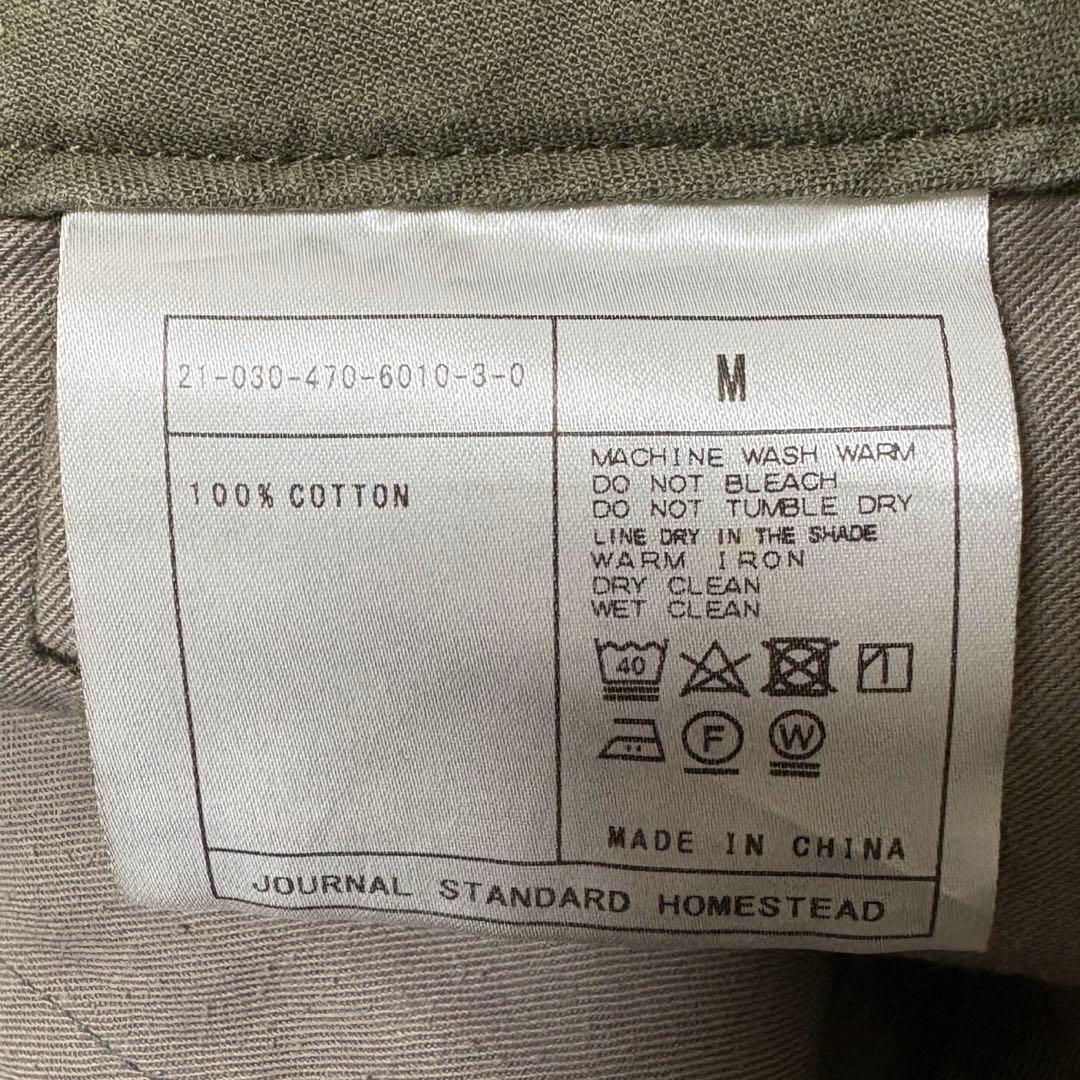 21-030-470-6010-3-0
M
100% COTTON
MACHINE WASH WARM
DO NOT BLEACH
DO NOT TUMBLE DRY
LINE DRY IN THE SHADE
WARM IRON
DRY CLEAN
WET CLEAN
40
F
W
MADE IN CHINA
JOURNAL STANDARD HOMESTEAD